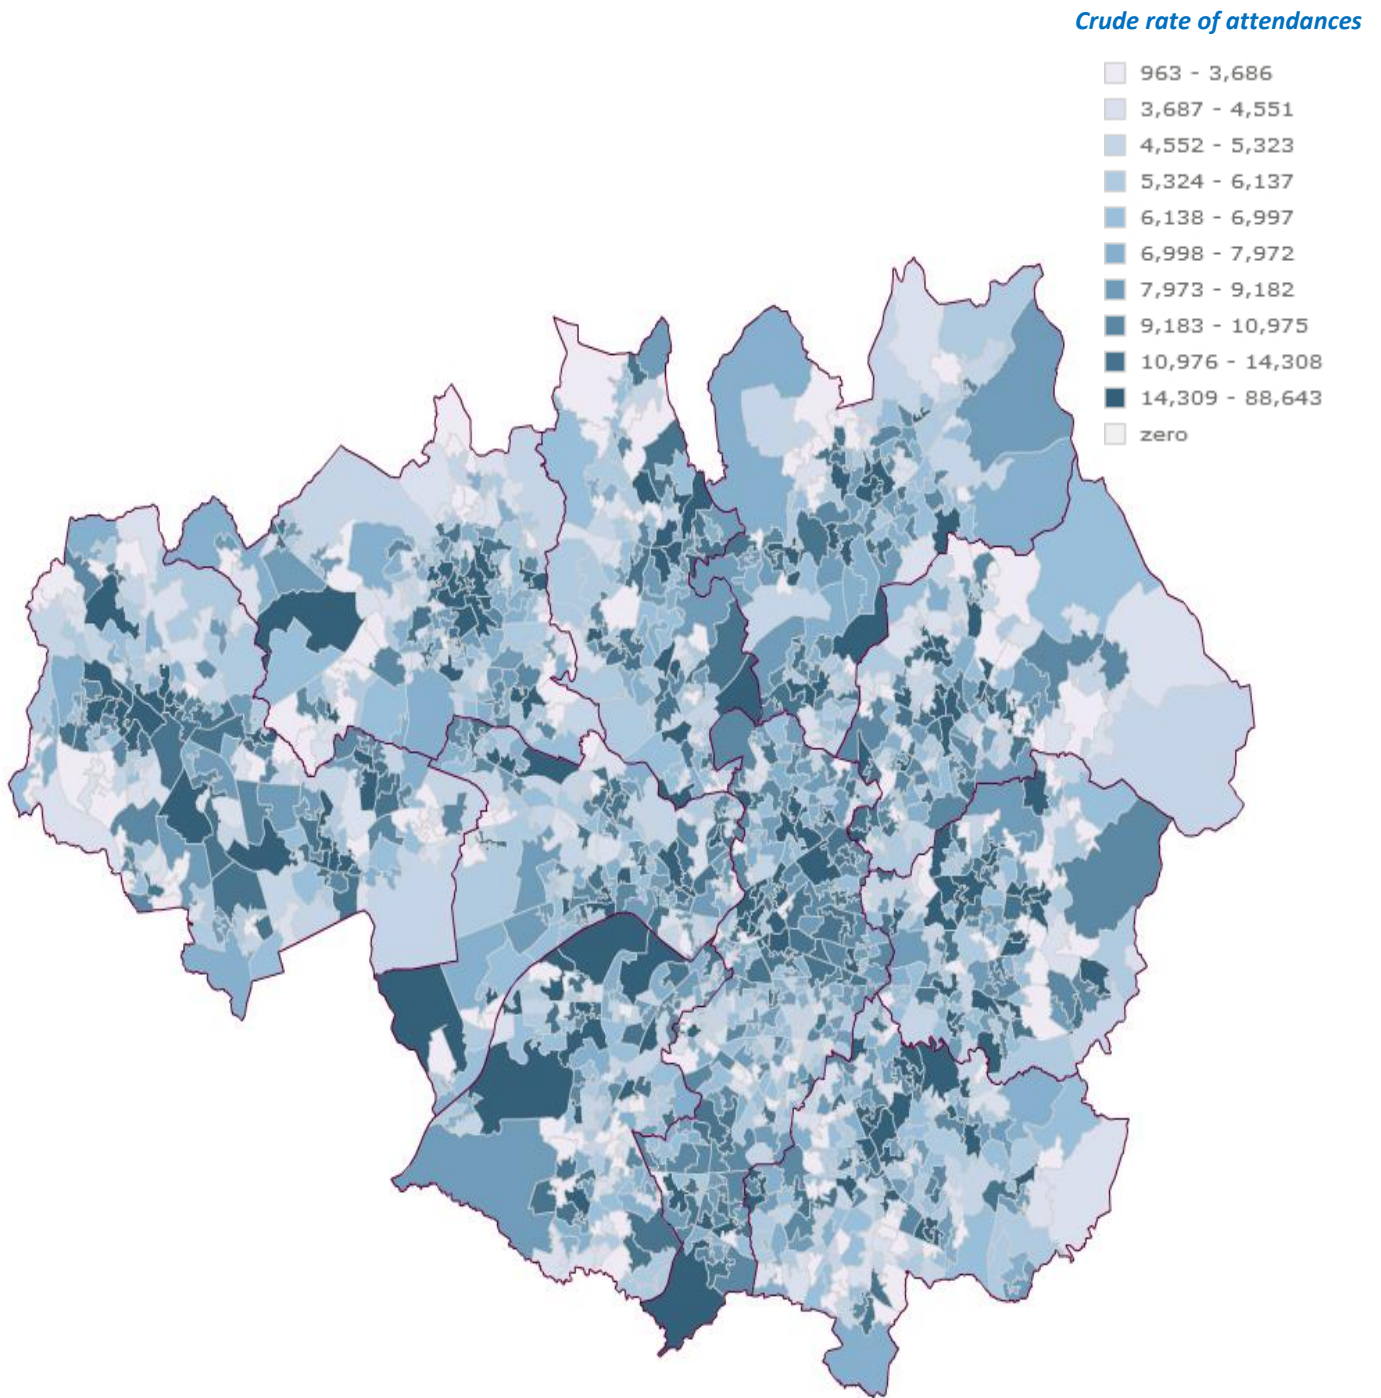 Crude rate of attendances
963 - 3,686
3,687 - 4,551
4,552 - 5,323
5,324 - 6,137
6,138 - 6,997
6,998 - 7,972
7,973 - 9,182
9,183 - 10,975
10,976 - 14,308
14,309 - 88,643
zero